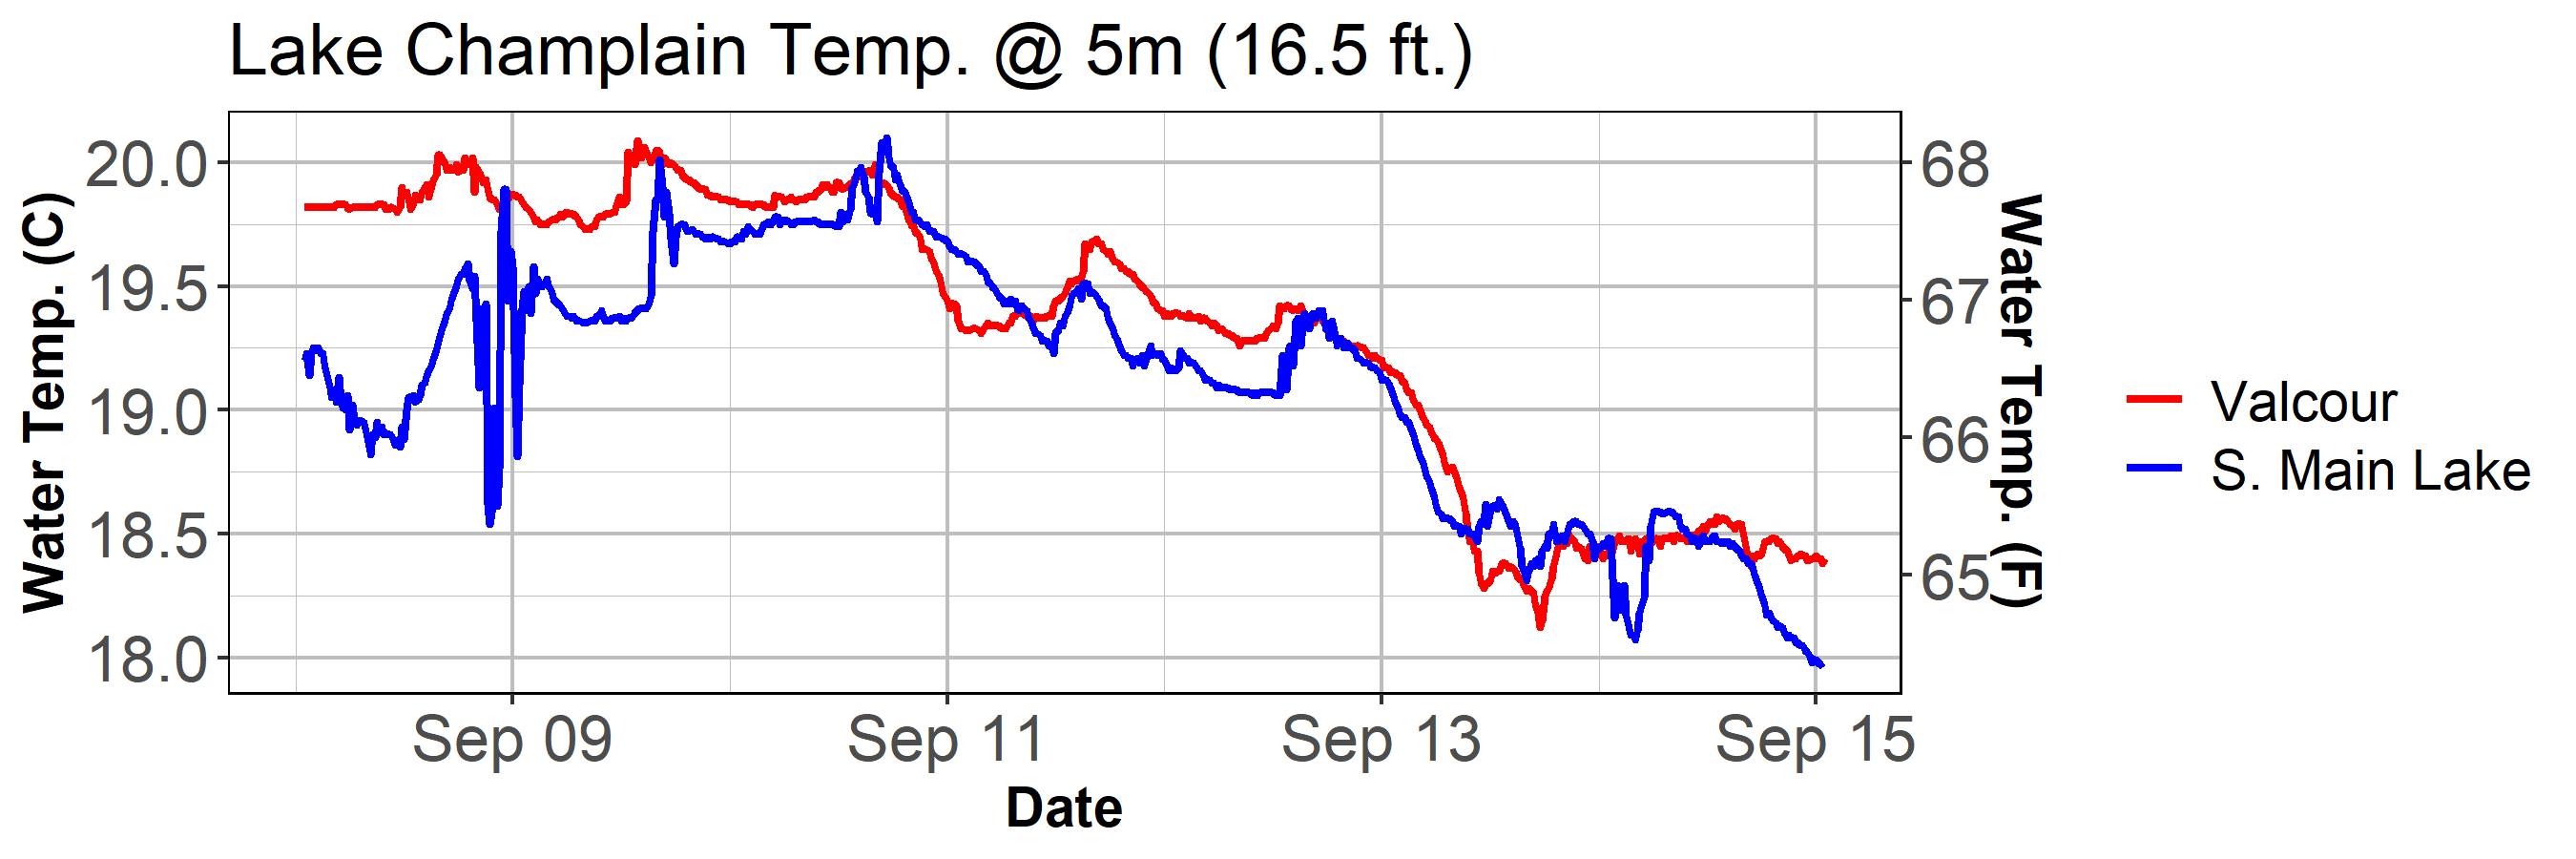 Lake Champlain Temp. @ 5m (16.5 ft.)
Water Temp. (C)
20.0
19.5
19.0
18.5
18.0
68
67
66
65
Water Temp. (F)
Sep 09
Sep 11
Sep 13
Sep 15
Date
Valcour
S. Main Lake